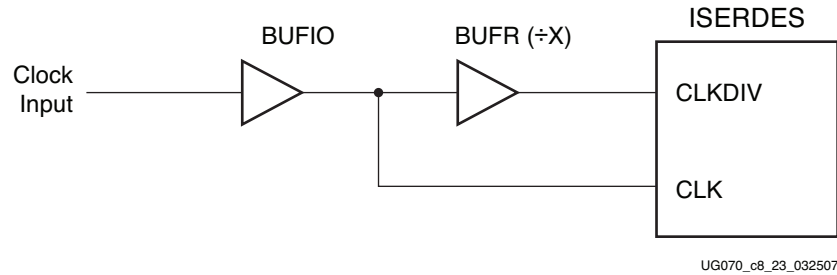 ISERDES
BUFIO
BUFR (÷X)
Clock
Input
CLKDIV
CLK
UG070_c8_23_032507